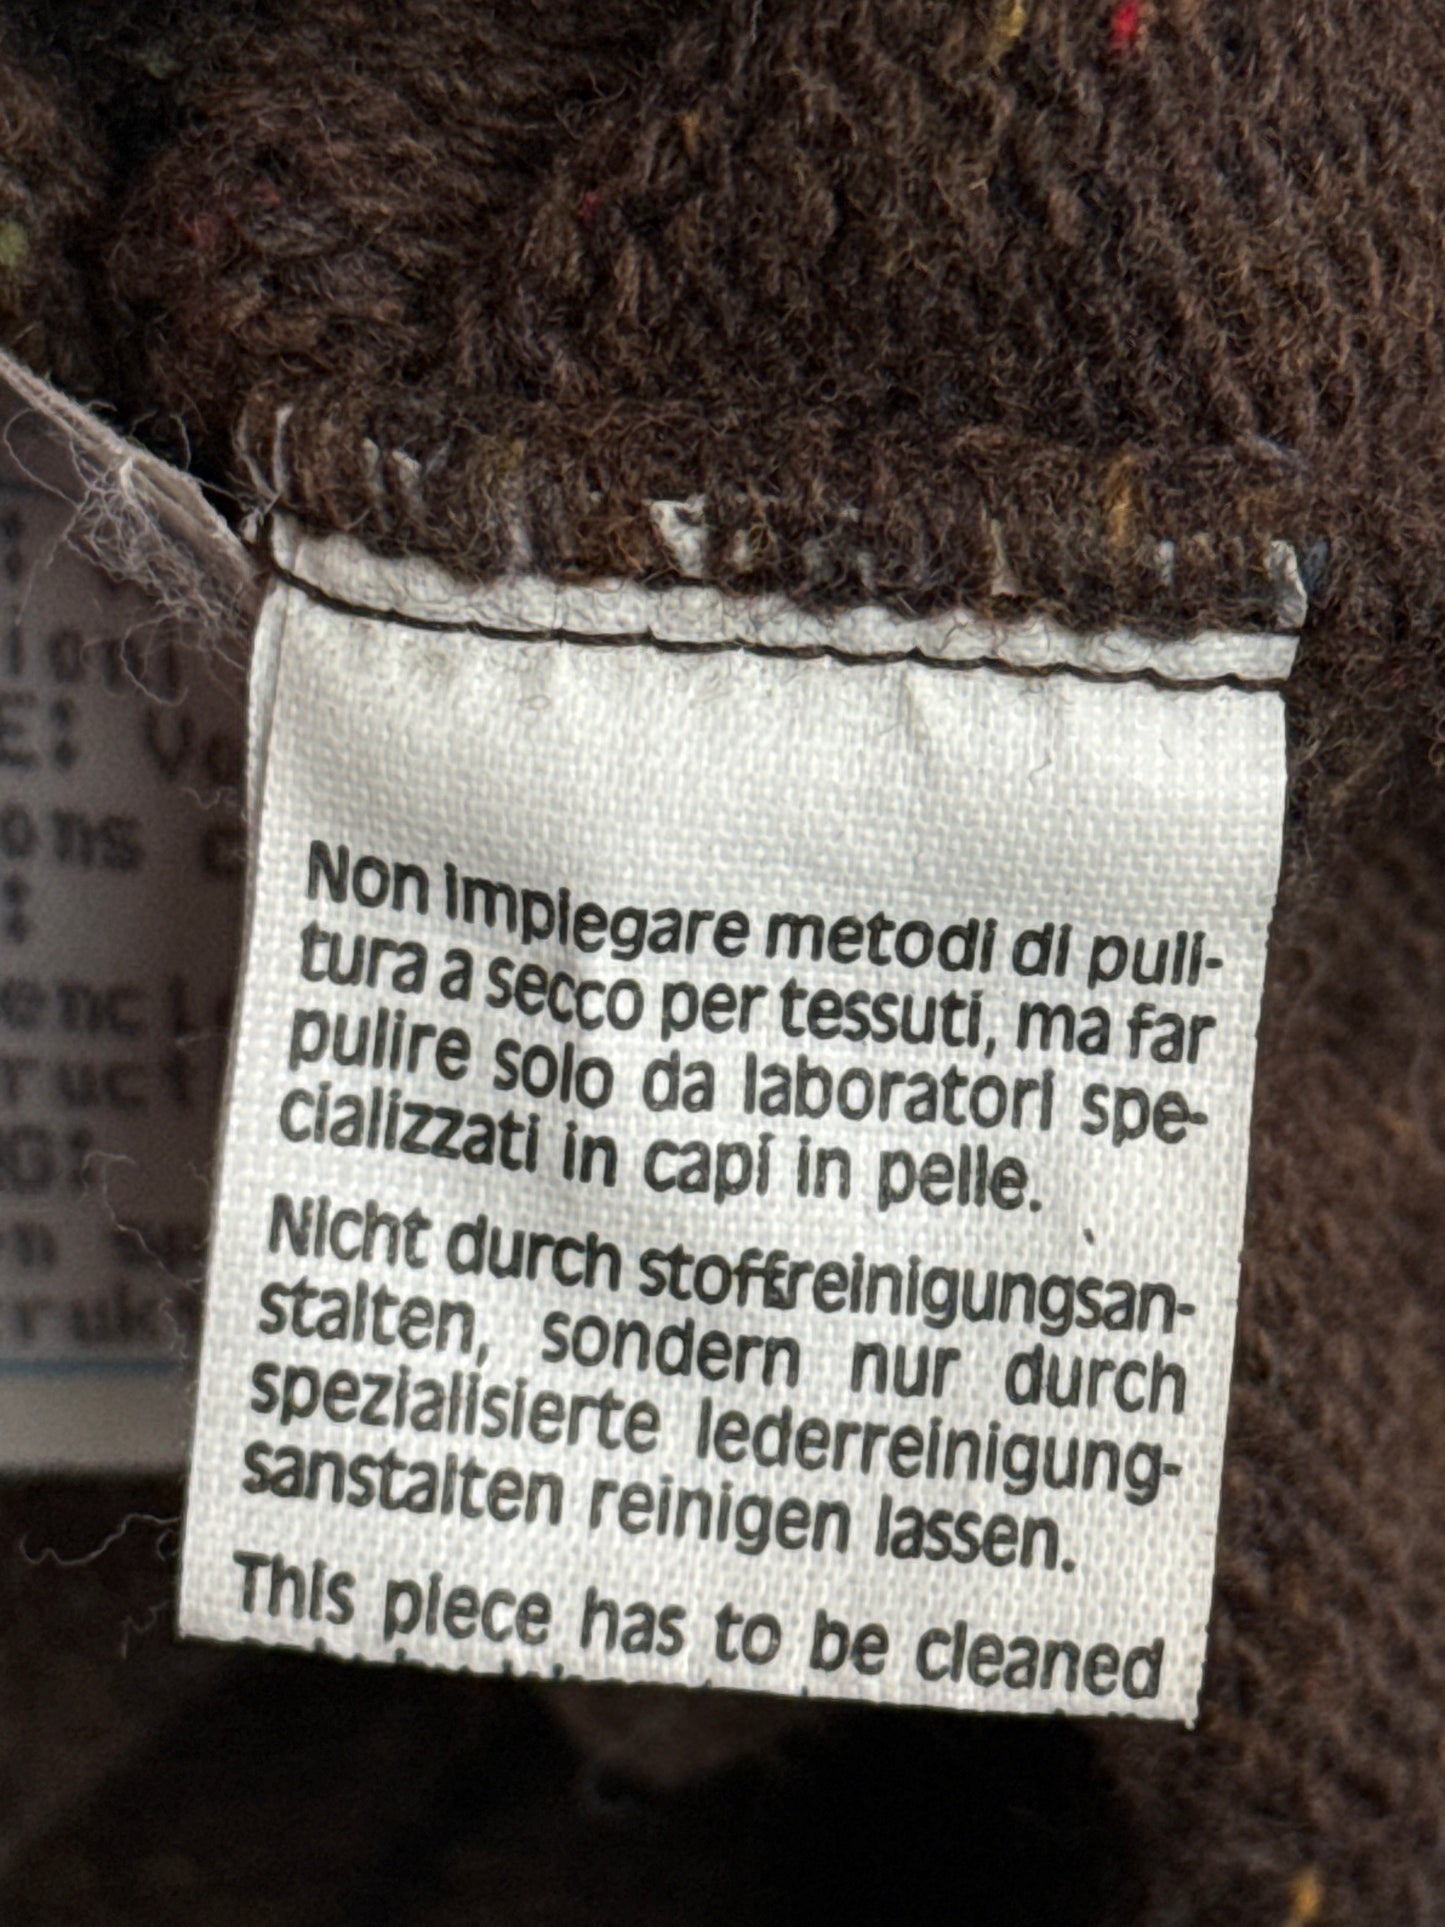 Non impiegare metodi di puli-
tura a secco per tessuti, ma far
pulire solo da laboratori spe-
cializzati in capi in pelle.
Nicht durch stoffreinigungsan-
stalten, sondern nur durch
spezialisierte lederreinigung-
sanstalten reinigen lassen.
This piece has to be cleaned